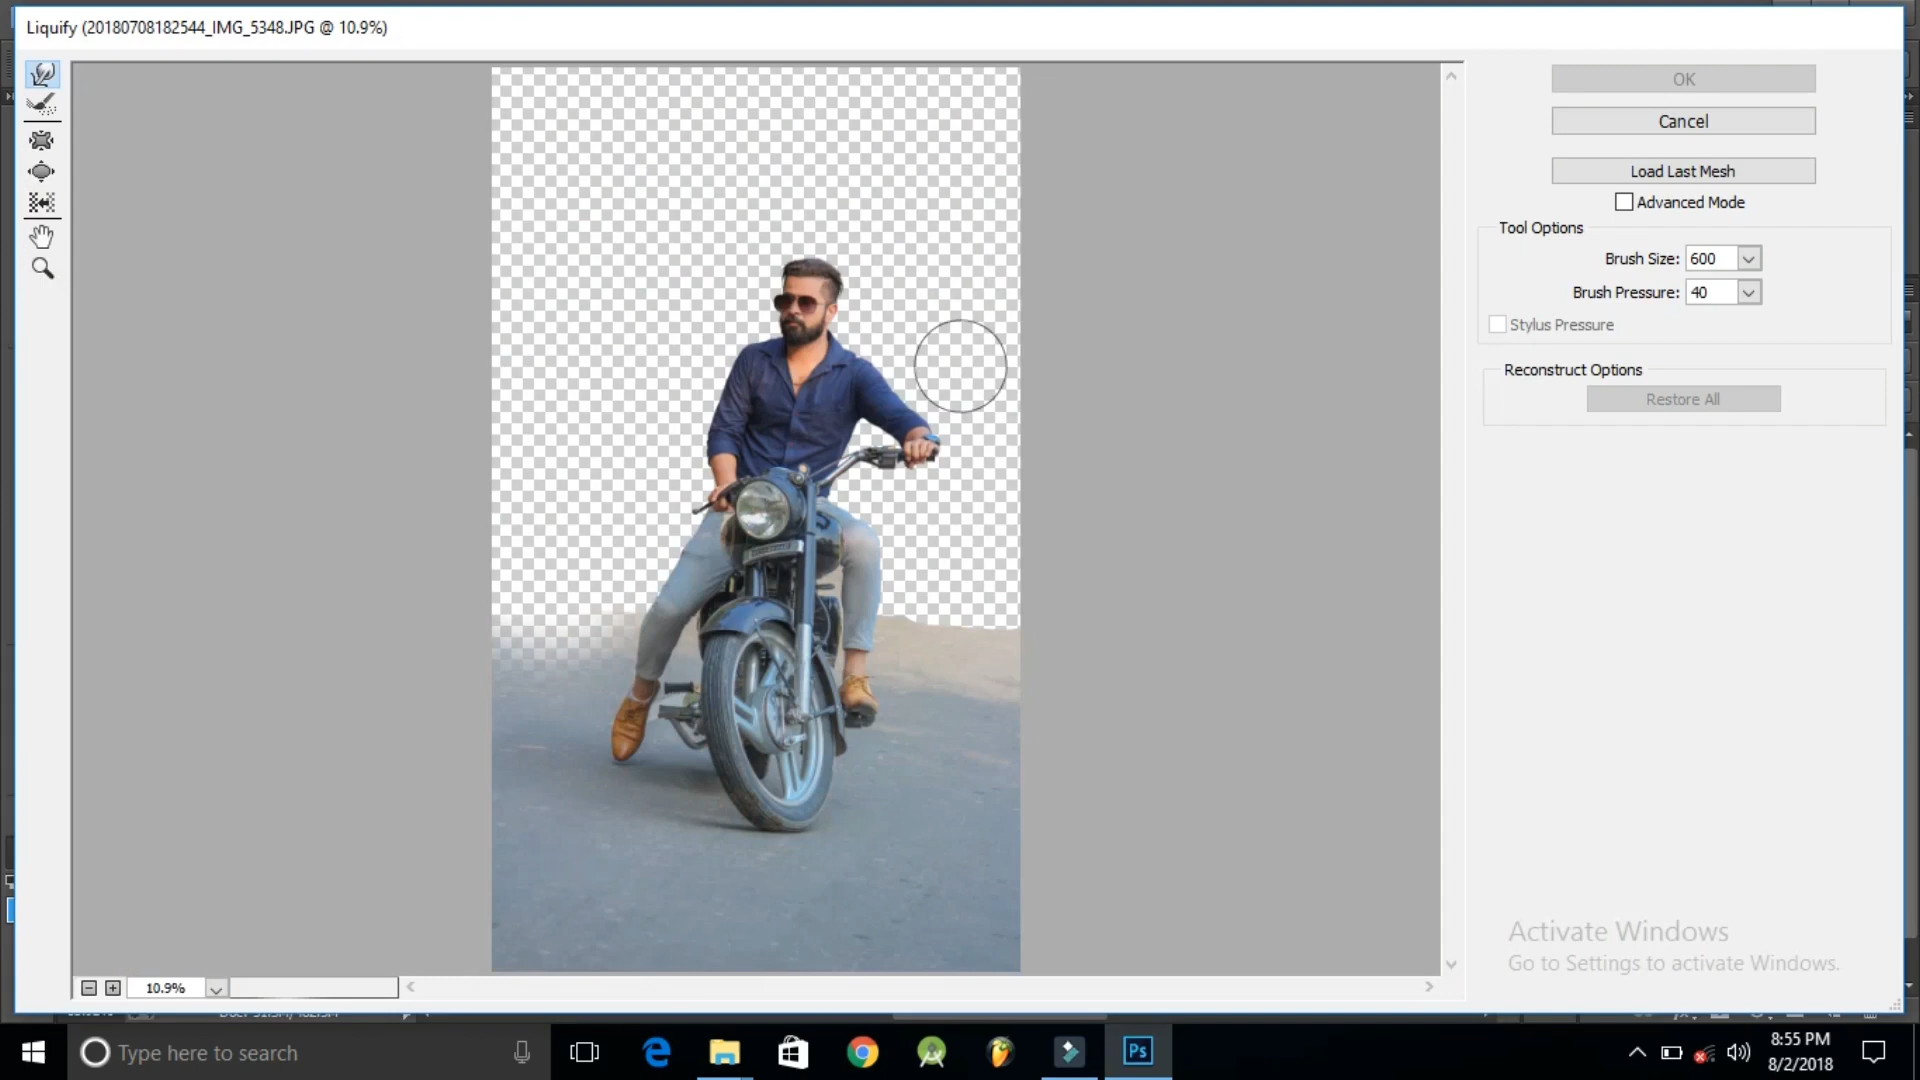 Liquify (20180708182544_IMG_5348.JPG @ 10.9%)
OK
Cancel
Load Last Mesh
Advanced Mode
Tool Options
Brush Size: 600
Brush Pressure: 40
Stylus Pressure
Reconstruct Options
Restore All
Activate Windows
Go to Settings to activate Windows.
10.9%
Type here to search
Ps
8:55 PM
8/2/2018